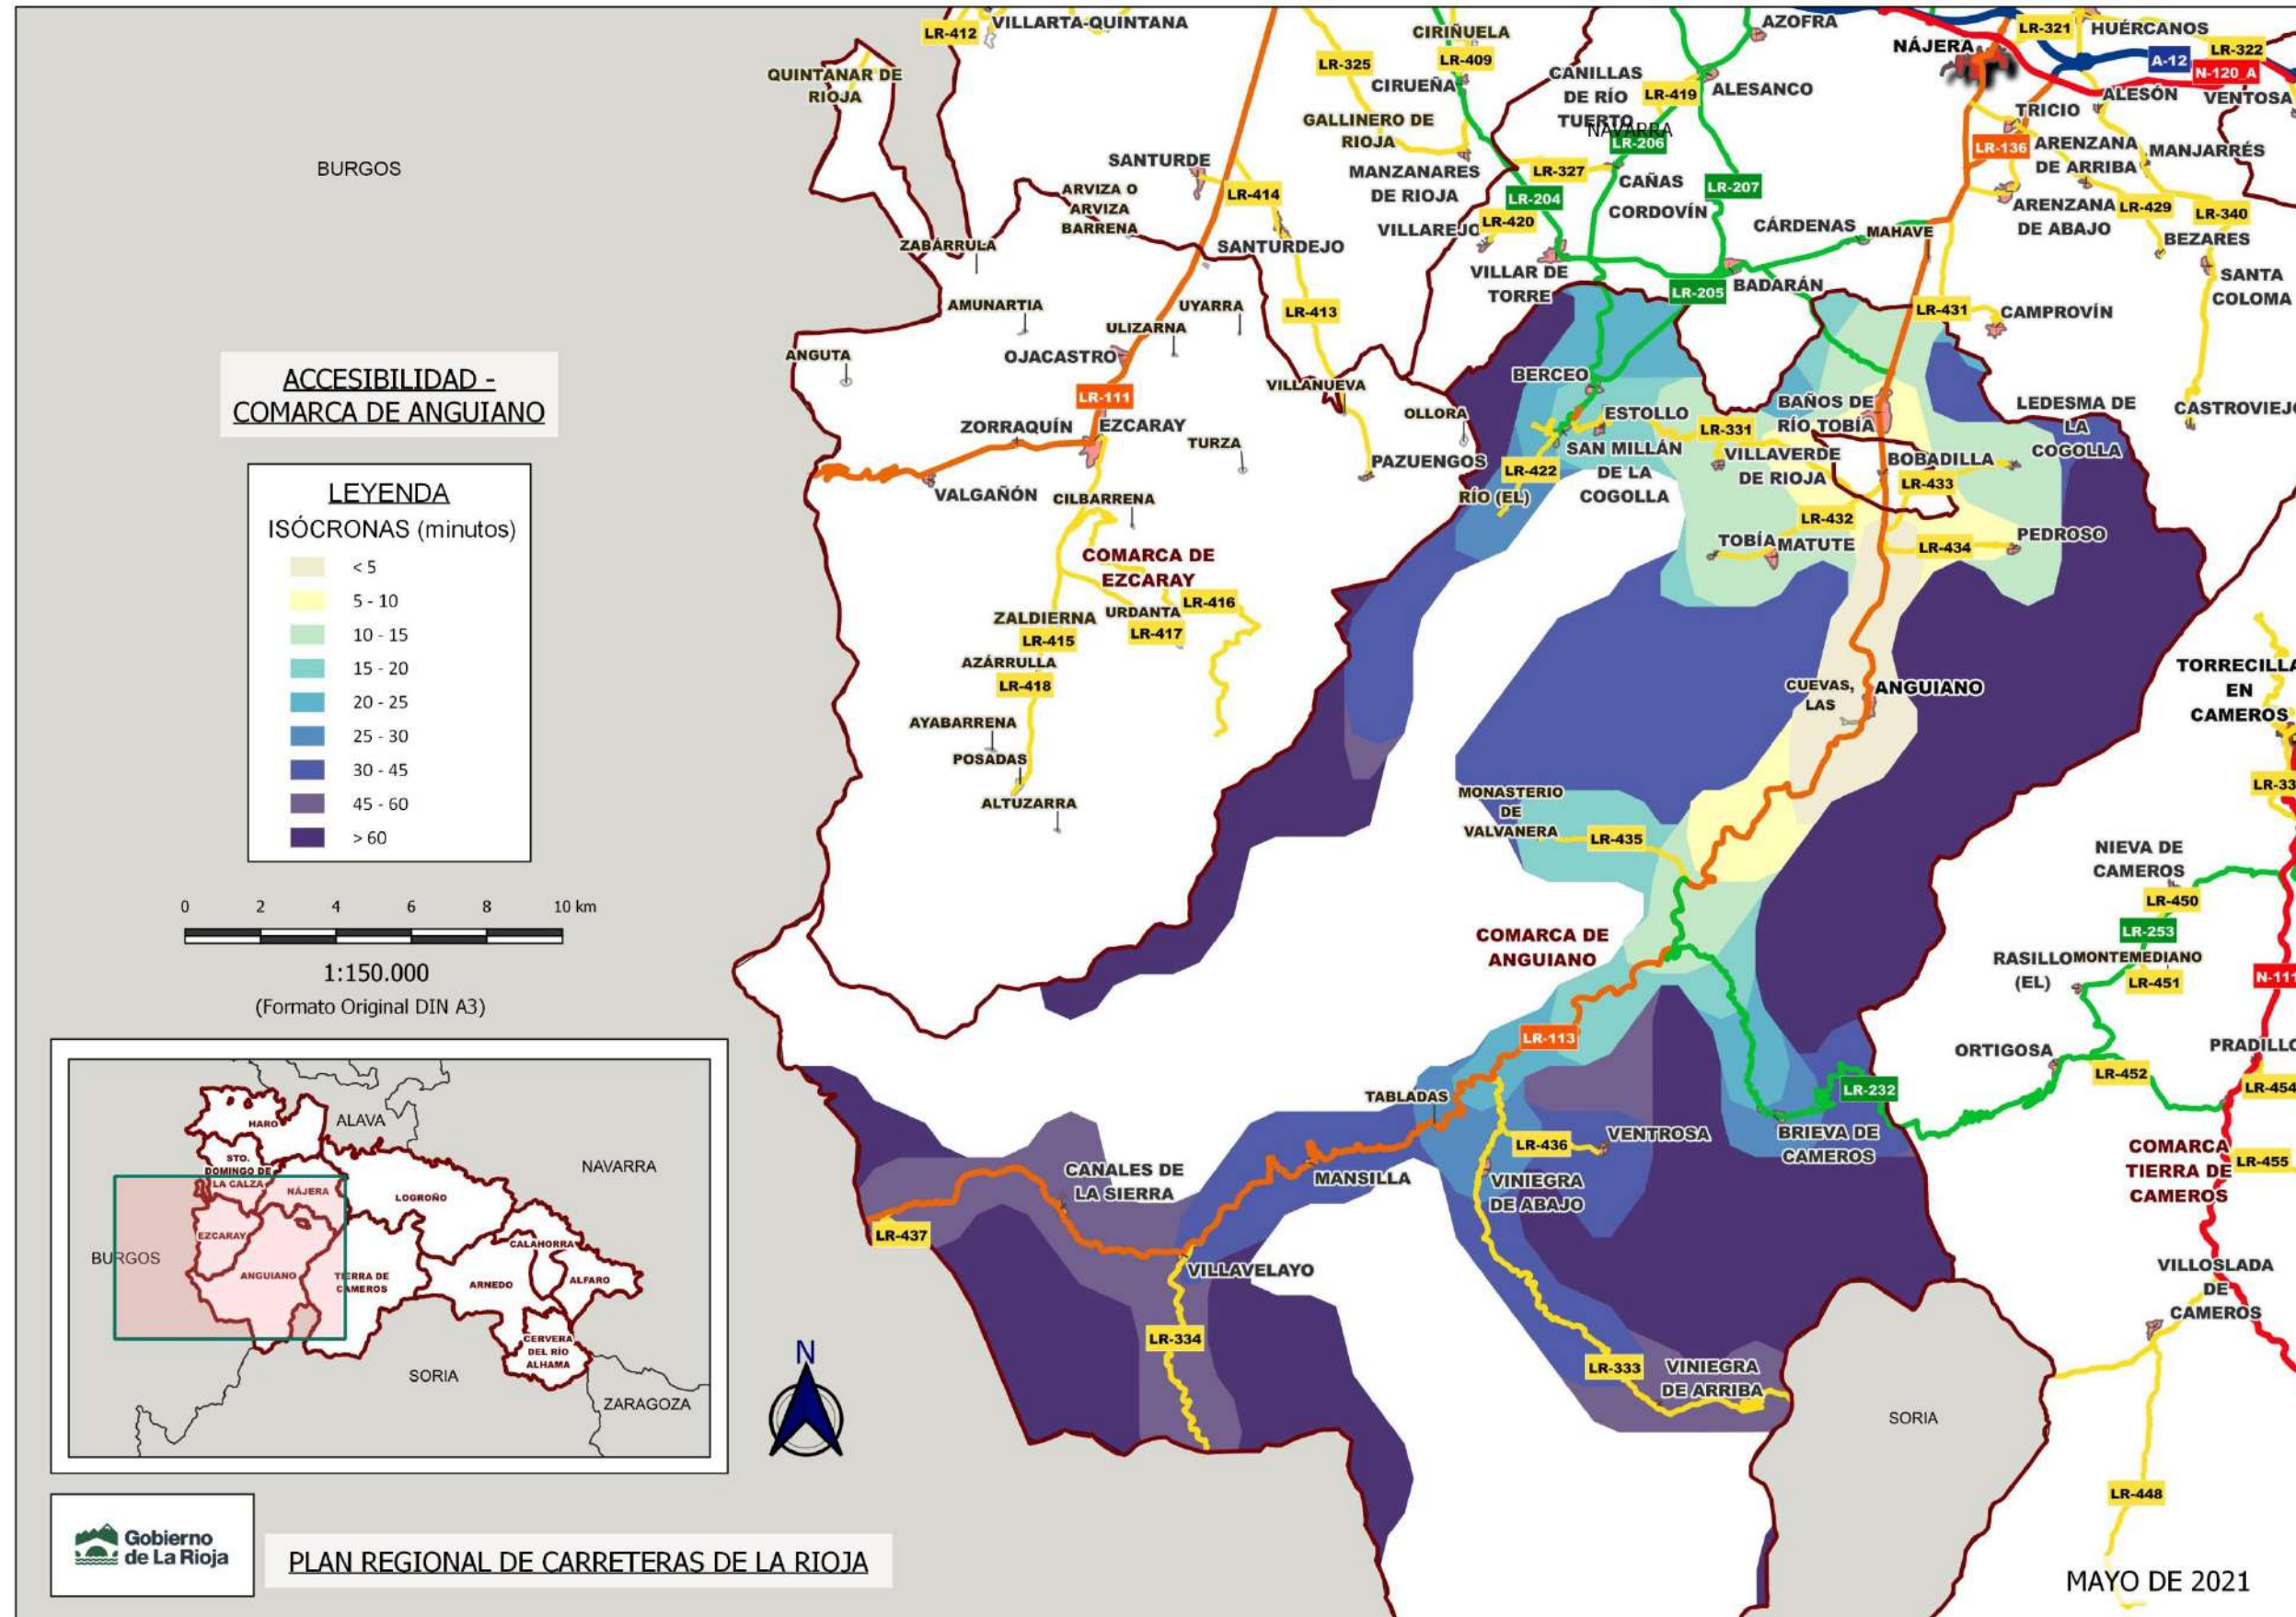 LR-412
VILLARTA-QUINTANA
QUINTANAR DE
RIOJA
BURGOS
ZABÁRRULA
AMUNARTIA
ANGUTA
SANTURDE
ARVIZA O
ARVIZA
BARRENA
LR-414
SANTURDEJO
UYARRA
ULIZARNA
OJACASTRO
LR-413
LR-111
VILLANUEVA
ZORRAQUÍN
EZCARAY
TURZA
OLLORA
PAZUENGOS
VALGAÑÓN
CILBARRENA
COMARCA DE
EZCARAY
LR-416
URDANTA
LR-417
ZALDIERNA
LR-415
AZÁRRULLA
LR-418
AYABARRENA
POSADAS
ALTUZARRA
LR-325
CIRIÑUELA
LR-409
CIRUEÑA
GALLINERO DE
RIOJA
MANZANARES
DE RIOJA
CANILLAS
DE RÍO
TUERTO
NAVARRA
LR-206
LR-419
ALESANCO
AZOFRA
LR-327
CAÑAS
LR-204
LR-207
LR-420
VILLAREJO
CORDOVÍN
CÁRDENAS
MAHAVE
VILLAR DE
TORRE
LR-205
BADARÁN
NÁJERA
LR-321
HUÉRCANOS
A-12
LR-322
N-120_A
TRICIO
ALESÓN
VENTOSA
LR-136
ARENZANA
DE ARRIBA
MANJARRÉS
ARENZANA
DE ABAJO
LR-429
LR-340
BEZARES
SANTA
COLOMA
LR-431
CAMPROVÍN
CASTROVIEJO
BERCEO
ESTOLLO
LR-331
BAÑOS DE
RÍO TOBÍA
LEDESMA DE
LA
COGOLLA
SAN MILLÁN
DE LA
COGOLLA
LR-422
RÍO (EL)
VILLAVERDE
DE RIOJA
BOBADILLA
LR-433
LR-432
TOBÍA
MATUTE
LR-434
PEDROSO
CUEVAS,
LAS
ANGUIANO
TORRECILLA
EN
CAMEROS
LR-33
MONASTERIO
DE
VALVANERA
LR-435
NIEVA DE
CAMEROS
LR-450
LR-253
RASILLO
(EL)
MONTEMEDIANO
LR-451
N-111
COMARCA DE
ANGUIANO
LR-113
ORTIGOSA
PRADILLO
LR-452
LR-454
LR-232
TABLADAS
LR-436
VENTROSA
BRIEVA DE
CAMEROS
COMARCA
TIERRA DE
CAMEROS
LR-455
CANALES DE
LA SIERRA
MANSILLA
VINIEGRA
DE ABAJO
LR-437
VILLAVELAYO
VILLOSLADA
DE
CAMEROS
LR-334
LR-333
VINIEGRA
DE ARRIBA
SORIA
LR-448
ACCESIBILIDAD -
COMARCA DE ANGUIANO
LEYENDA
ISÓCRONAS (minutos)
< 5
5 - 10
10 - 15
15 - 20
20 - 25
25 - 30
30 - 45
45 - 60
> 60
0 2 4 6 8 10 km
1:150.000
(Formato Original DIN A3)
HARO
ALAVA
STO.
DOMINGO DE
LA CALZA
NÁJERA
NAVARRA
LOGROÑO
EZCARAY
BURGOS
CALAHORRA
ANGUIANO
TIERRA DE
CAMEROS
ARNEDO
ALFARO
CERVERA
DEL RÍO
ALHAMA
SORIA
ZARAGOZA
N
Gobierno
de La Rioja
PLAN REGIONAL DE CARRETERAS DE LA RIOJA
MAYO DE 2021